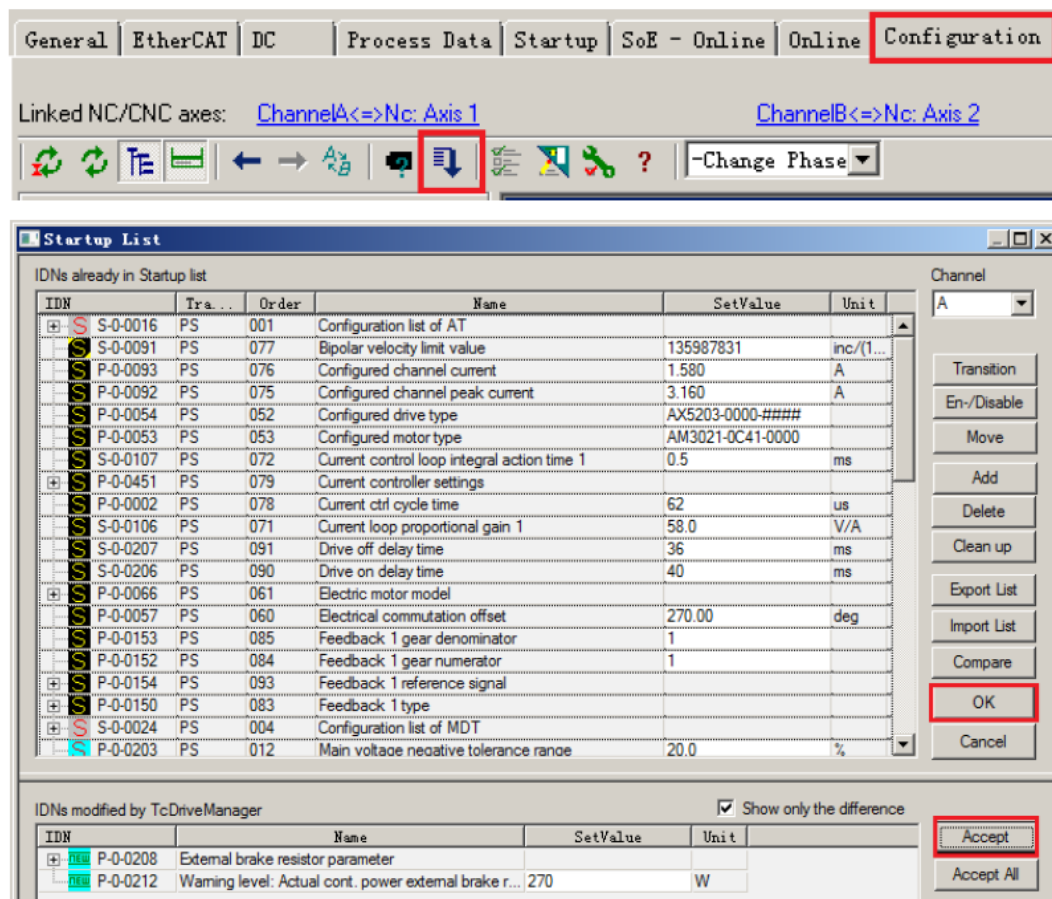 General EtherCAT DC Process Data Startup SoE - Online Online Configuration
Linked NC/CNC axes: ChannelA<=>Nc: Axis 1 ChannelB<=>Nc: Axis 2
-Change Phase
Startup List
IDNs already in Startup list Channel
IDN Tra... Order Name SetValue Unit A
S-0-0016 PS 001 Configuration list of AT
S-0-0091 PS 077 Bipolar velocity limit value 135987831 inc/(1...
P-0-0093 PS 076 Configured channel current 1.580 A Transition
P-0-0092 PS 075 Configured channel peak current 3.160 A
P-0-0054 PS 052 Configured drive type AX5203-0000-#### En-/Disable
P-0-0053 PS 053 Configured motor type AM3021-0C41-0000 Move
S-0-0107 PS 072 Current control loop integral action time 1 0.5 ms
P-0-0451 PS 079 Current controller settings Add
P-0-0002 PS 078 Current ctrl cycle time 62 us Delete
S-0-0106 PS 071 Current loop proportional gain 1 58.0 V/A
S-0-0207 PS 091 Drive off delay time 36 ms Clean up
S-0-0206 PS 090 Drive on delay time 40 ms
P-0-0066 PS 061 Electric motor model Export List
P-0-0057 PS 060 Electrical commutation offset 270.00 deg
P-0-0153 PS 085 Feedback 1 gear denominator 1 Import List
P-0-0152 PS 084 Feedback 1 gear numerator 1 Compare
P-0-0154 PS 093 Feedback 1 reference signal
P-0-0150 PS 083 Feedback 1 type OK
S-0-0024 PS 004 Configuration list of MDT
P-0-0203 PS 012 Main voltage negative tolerance range 20.0 % Cancel
IDNs modified by TcDriveManager Show only the difference
IDN Name SetValue Unit Accept
NEW P-0-0208 External brake resistor parameter
NEW P-0-0212 Warning level: Actual cont. power external brake r... 270 W Accept All